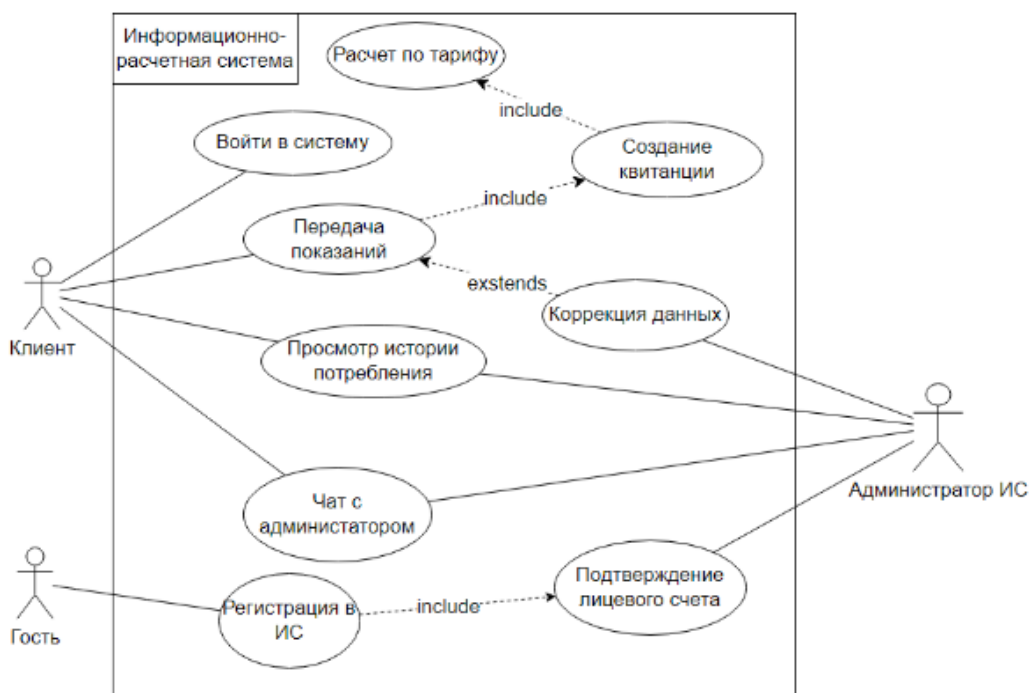 Информационно-
расчетная система
Расчет по тарифу
include
Войти в систему
Создание
квитанции
include
Передача
показаний
exstends
Коррекция данных
Клиент
Просмотр истории
потребления
Администратор ИС
Чат с
администатором
Подтверждение
лицевого счета
Регистрация в
ИС
include
Гость